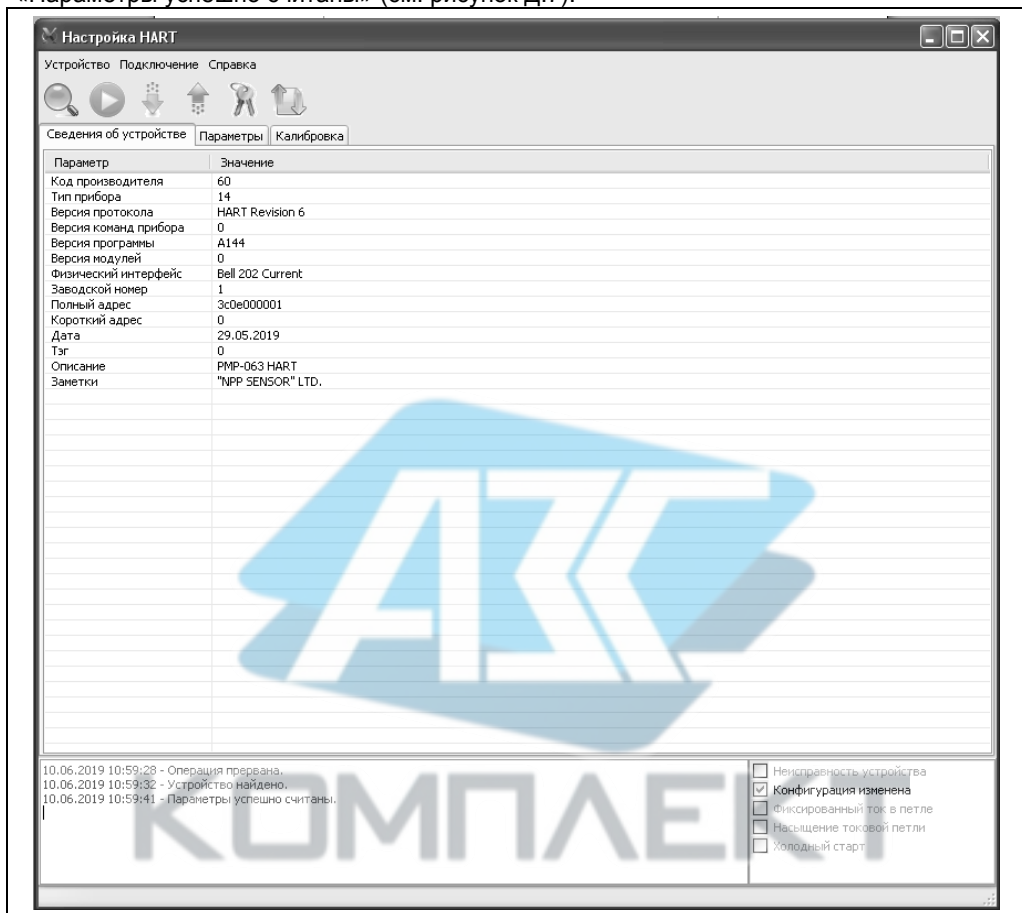 «Параметры успешно считаны» (см. рисунок Д.7).
Настройка HART
Устройство Подключение Справка
Сведения об устройстве Параметры Калибровка
Параметр Значение
Код производителя 60
Тип прибора 14
Версия протокола HART Revision 6
Версия команд прибора 0
Версия программы A144
Версия модулей 0
Физический интерфейс Bell 202 Current
Заводской номер 1
Полный адрес 3c0e000001
Короткий адрес 0
Дата 29.05.2019
Тэг 0
Описание PMP-063 HART
Заметки "NPP SENSOR" LTD.
АЗС
КОМПЛЕКТ
10.06.2019 10:59:28 - Операция прервана.
10.06.2019 10:59:32 - Устройство найдено.
10.06.2019 10:59:41 - Параметры успешно считаны.
Неисправность устройства
Конфигурация изменена
Фиксированный ток в петле
Насыщение токовой петли
Холодный старт